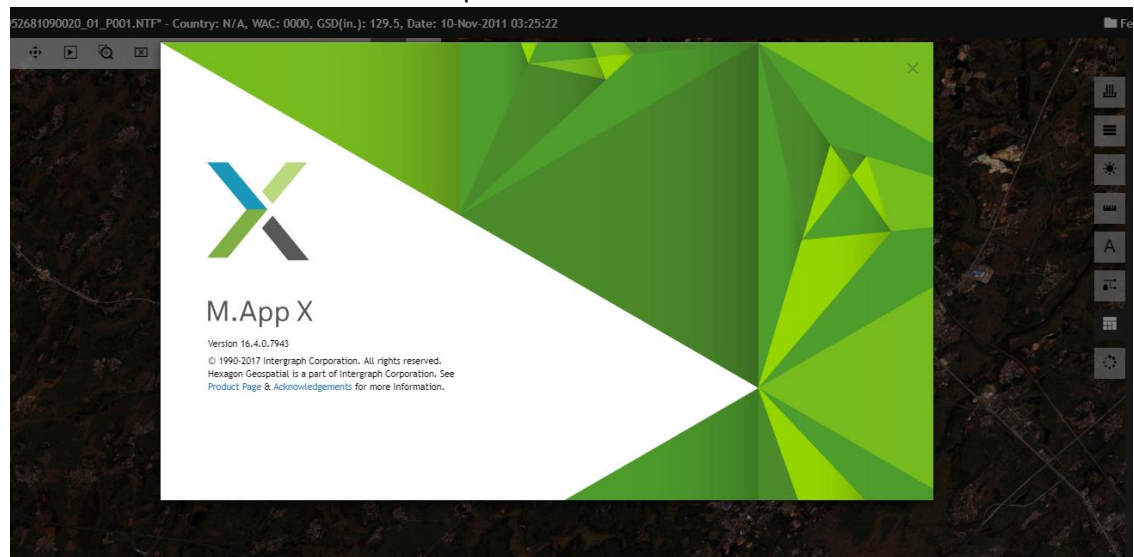 52681090020_01_P001.NTF" - Country: N/A, WAC: 0000, GSD(in.): 129.5, Date: 10-Nov-2011 03:25:22
Fe
A
M.App X
Version 16.4.0.7943
© 1990-2017 Intergraph Corporation. All rights reserved.
Hexagon Geospatial is a part of Intergraph Corporation. See
Product Page & Acknowledgements for more information.